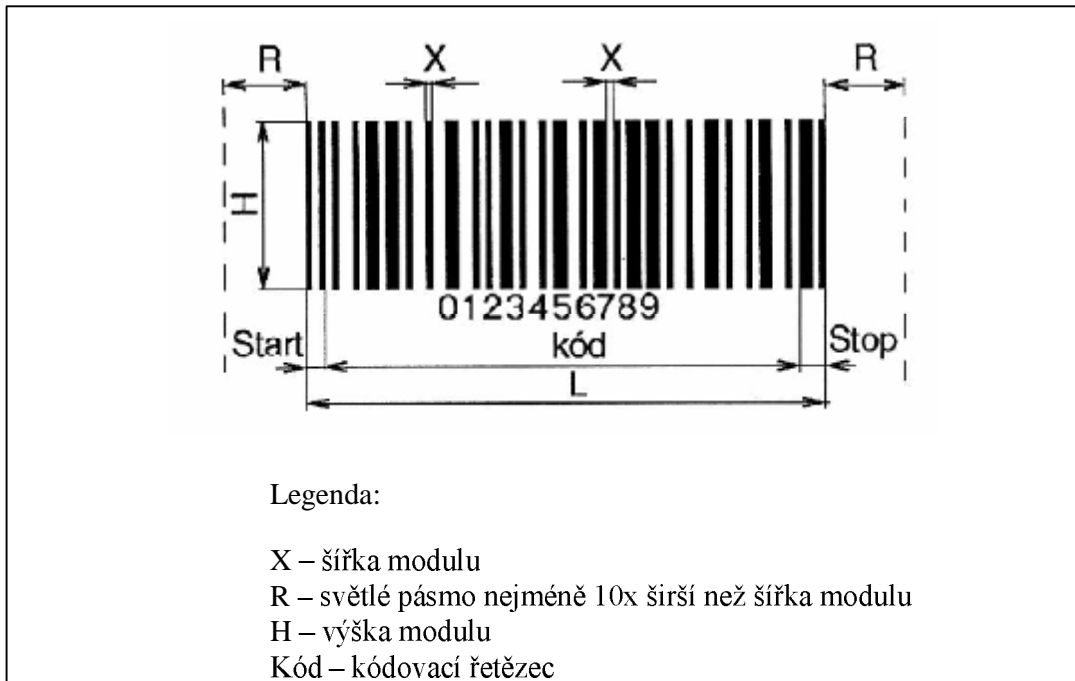 R X X R
H
0123456789
Start kód Stop
L
Legenda:
X – šířka modulu
R – světlé pásmo nejméně 10x širší než šířka modulu
H – výška modulu
Kód – kódovací řetězec